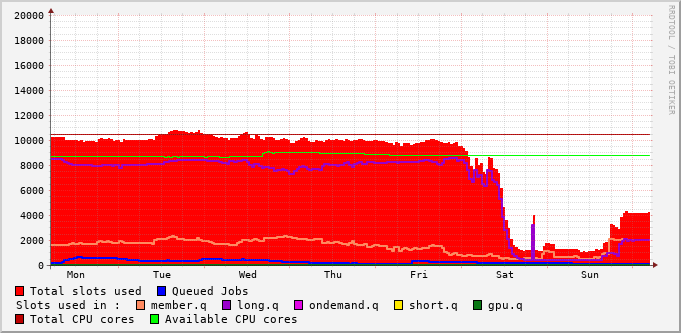 20000
18000
16000
14000
12000
10000
8000
6000
4000
2000
0
Mon Tue Wed Thu Fri Sat Sun
RRDTOOL / TOBI OETIKER
Total slots used Queued Jobs
Slots used in : member.q long.q ondemand.q short.q gpu.q
Total CPU cores Available CPU cores